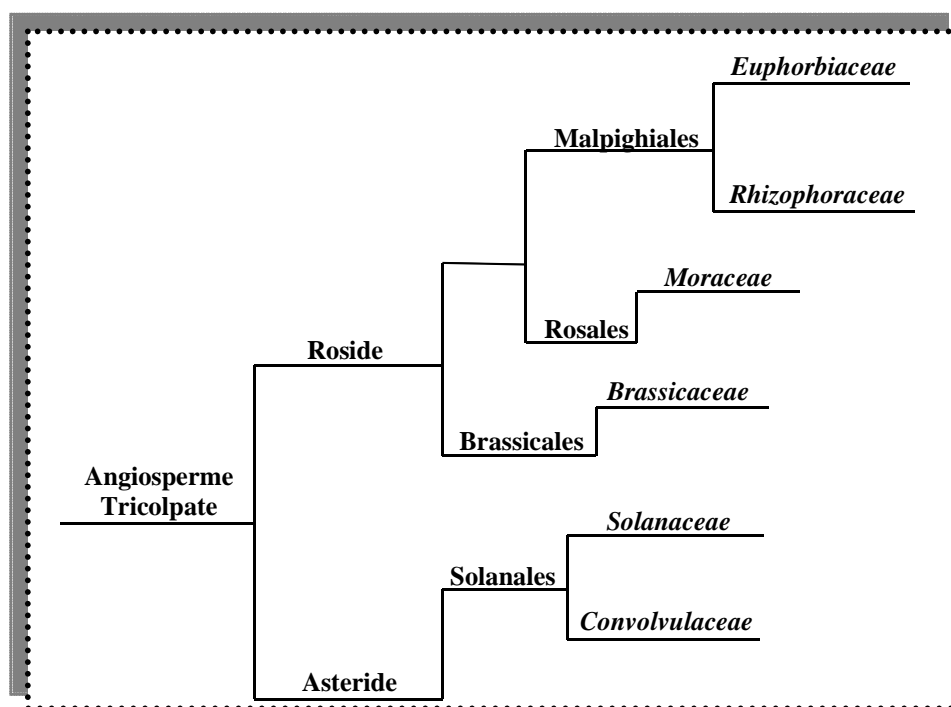 Euphorbiaceae
Malpighiales
Rhizophoraceae
Moraceae
Rosales
Roside
Brassicaceae
Brassicales
Angiosperme
Tricolpate
Solanaceae
Solanales
Convolvulaceae
Asteride